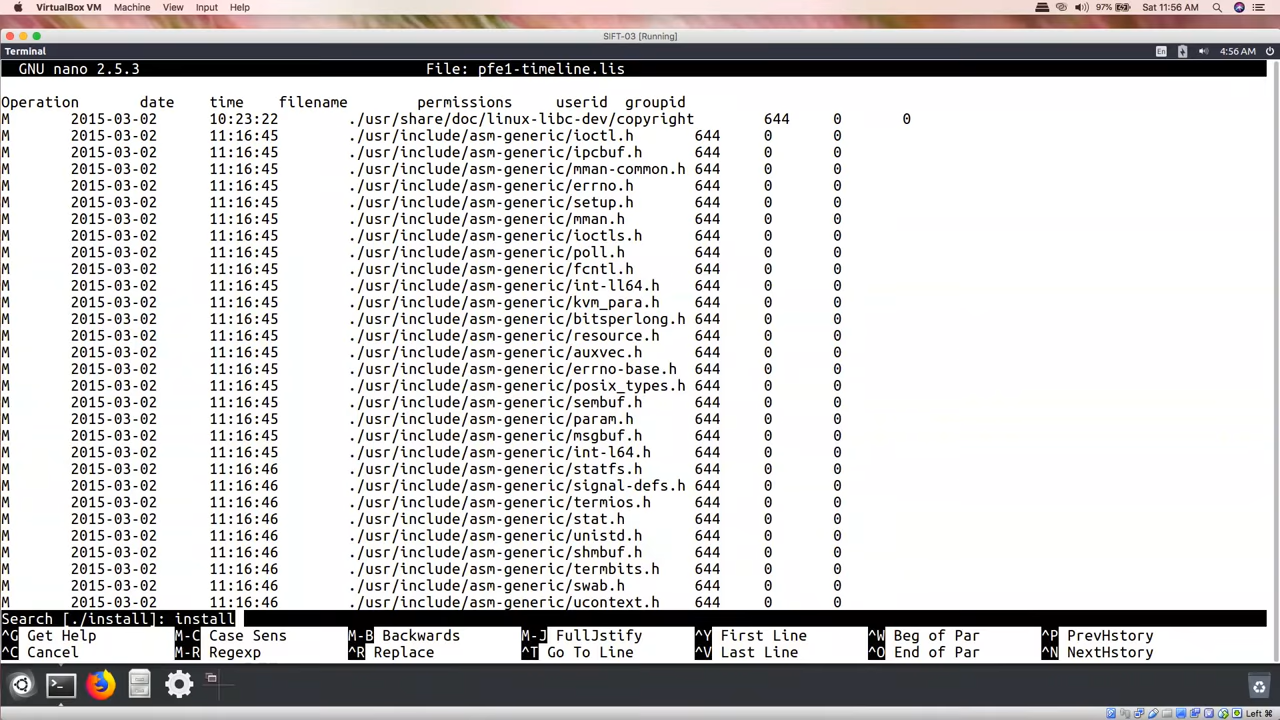 VirtualBox VM Machine View Input Help 97% Sat 11:56 AM
SIFT-03 [Running]
Terminal En 4:56 AM
GNU nano 2.5.3 File: pfe1-timeline.lis
Operation date time filename permissions userid groupid
M 2015-03-02 10:23:22 ./usr/share/doc/linux-libc-dev/copyright 644 0 0
M 2015-03-02 11:16:45 ./usr/include/asm-generic/ioctl.h 644 0 0
M 2015-03-02 11:16:45 ./usr/include/asm-generic/ipcbuf.h 644 0 0
M 2015-03-02 11:16:45 ./usr/include/asm-generic/mman-common.h 644 0 0
M 2015-03-02 11:16:45 ./usr/include/asm-generic/errno.h 644 0 0
M 2015-03-02 11:16:45 ./usr/include/asm-generic/setup.h 644 0 0
M 2015-03-02 11:16:45 ./usr/include/asm-generic/mman.h 644 0 0
M 2015-03-02 11:16:45 ./usr/include/asm-generic/ioctls.h 644 0 0
M 2015-03-02 11:16:45 ./usr/include/asm-generic/poll.h 644 0 0
M 2015-03-02 11:16:45 ./usr/include/asm-generic/fcntl.h 644 0 0
M 2015-03-02 11:16:45 ./usr/include/asm-generic/int-ll64.h 644 0 0
M 2015-03-02 11:16:45 ./usr/include/asm-generic/kvm_para.h 644 0 0
M 2015-03-02 11:16:45 ./usr/include/asm-generic/bitsperlong.h 644 0 0
M 2015-03-02 11:16:45 ./usr/include/asm-generic/resource.h 644 0 0
M 2015-03-02 11:16:45 ./usr/include/asm-generic/auxvec.h 644 0 0
M 2015-03-02 11:16:45 ./usr/include/asm-generic/errno-base.h 644 0 0
M 2015-03-02 11:16:45 ./usr/include/asm-generic/posix_types.h 644 0 0
M 2015-03-02 11:16:45 ./usr/include/asm-generic/sembuf.h 644 0 0
M 2015-03-02 11:16:45 ./usr/include/asm-generic/param.h 644 0 0
M 2015-03-02 11:16:45 ./usr/include/asm-generic/msgbuf.h 644 0 0
M 2015-03-02 11:16:45 ./usr/include/asm-generic/int-l64.h 644 0 0
M 2015-03-02 11:16:46 ./usr/include/asm-generic/statfs.h 644 0 0
M 2015-03-02 11:16:46 ./usr/include/asm-generic/signal-defs.h 644 0 0
M 2015-03-02 11:16:46 ./usr/include/asm-generic/termios.h 644 0 0
M 2015-03-02 11:16:46 ./usr/include/asm-generic/stat.h 644 0 0
M 2015-03-02 11:16:46 ./usr/include/asm-generic/unistd.h 644 0 0
M 2015-03-02 11:16:46 ./usr/include/asm-generic/shmbuf.h 644 0 0
M 2015-03-02 11:16:46 ./usr/include/asm-generic/termbits.h 644 0 0
M 2015-03-02 11:16:46 ./usr/include/asm-generic/swab.h 644 0 0
M 2015-03-02 11:16:46 ./usr/include/asm-generic/ucontext.h 644 0 0
Search [./install]: install
^G Get Help M-C Case Sens M-B Backwards M-J FullJstify ^Y First Line ^W Beg of Par ^P PrevHstory
^C Cancel M-R Regexp ^R Replace ^T Go To Line ^V Last Line ^O End of Par ^N NextHstory
Left ⌘